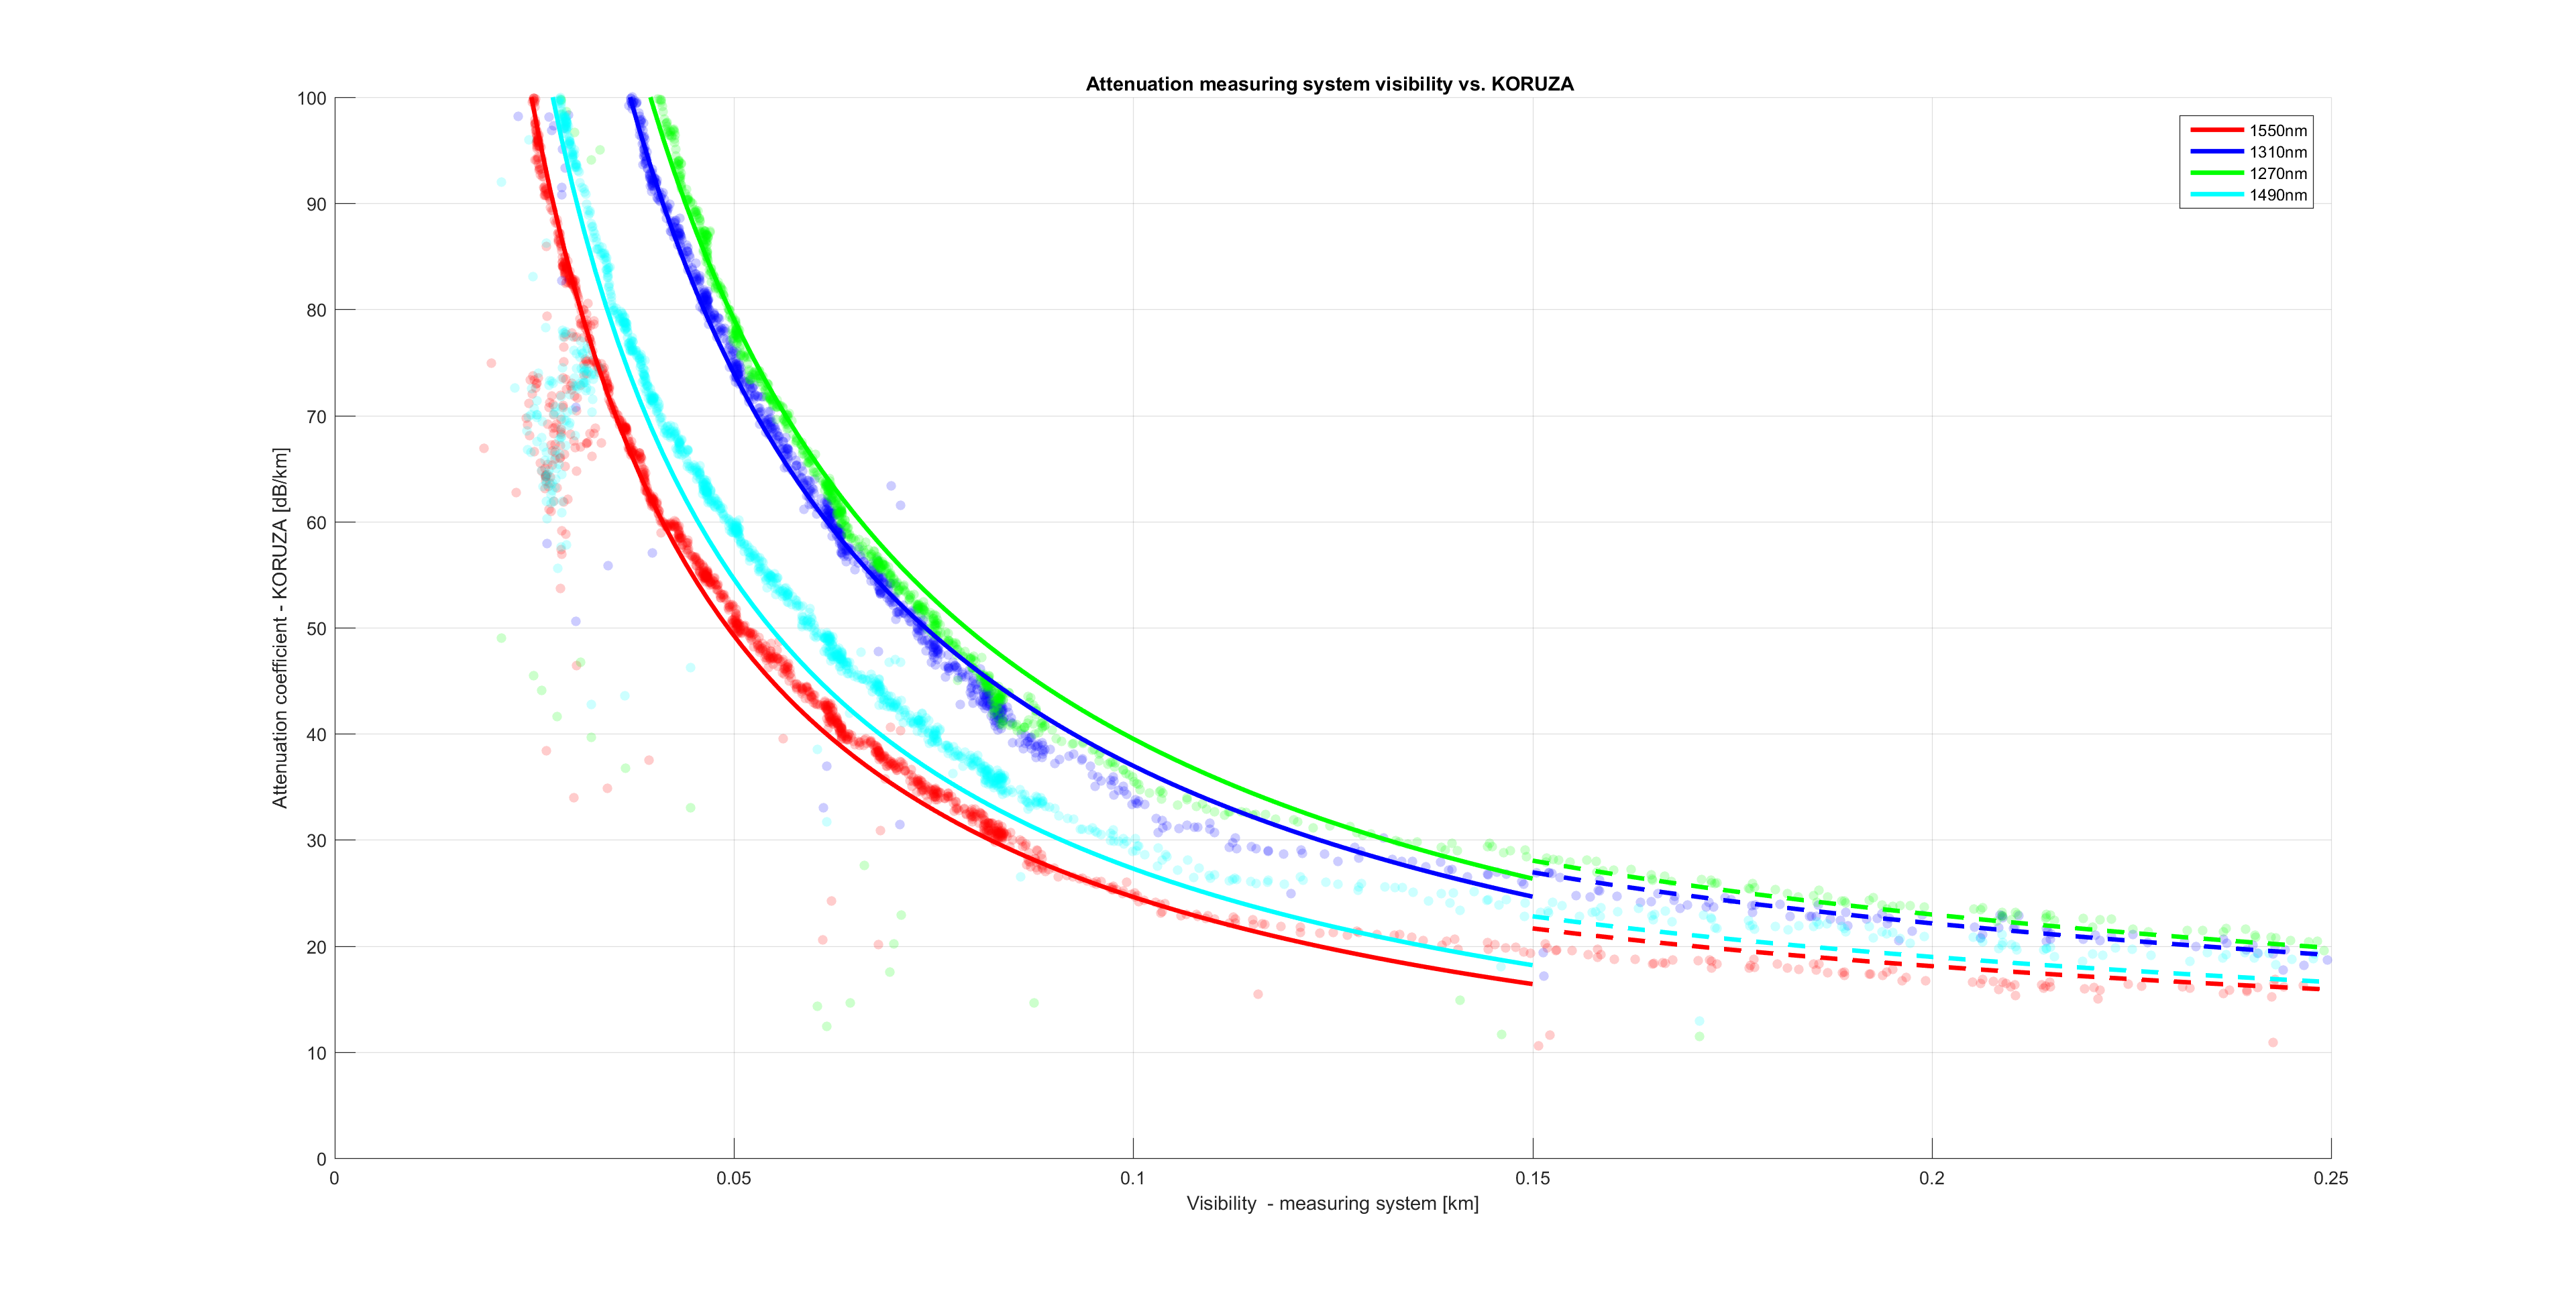 Attenuation measuring system visibility vs. KORUZA
1550nm
1310nm
1270nm
1490nm
Attenuation coefficient - KORUZA [dB/km]
100
90
80
70
60
50
40
30
20
10
0
0 0.05 0.1 0.15 0.2 0.25
Visibility - measuring system [km]